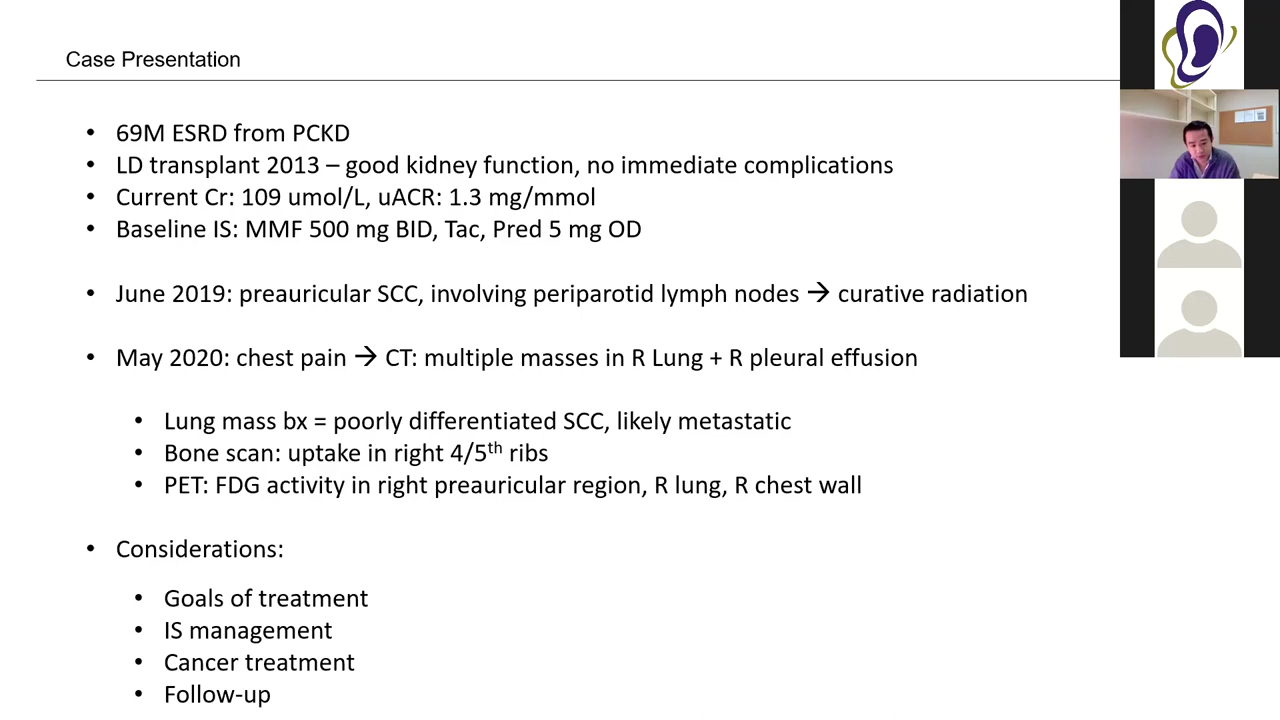 Case Presentation
• 69M ESRD from PCKD
• LD transplant 2013 – good kidney function, no immediate complications
• Current Cr: 109 umol/L, uACR: 1.3 mg/mmol
• Baseline IS: MMF 500 mg BID, Tac, Pred 5 mg OD
• June 2019: preauricular SCC, involving periparotid lymph nodes → curative radiation
• May 2020: chest pain → CT: multiple masses in R Lung + R pleural effusion
• Lung mass bx = poorly differentiated SCC, likely metastatic
• Bone scan: uptake in right 4/5th ribs
• PET: FDG activity in right preauricular region, R lung, R chest wall
• Considerations:
• Goals of treatment
• IS management
• Cancer treatment
• Follow-up